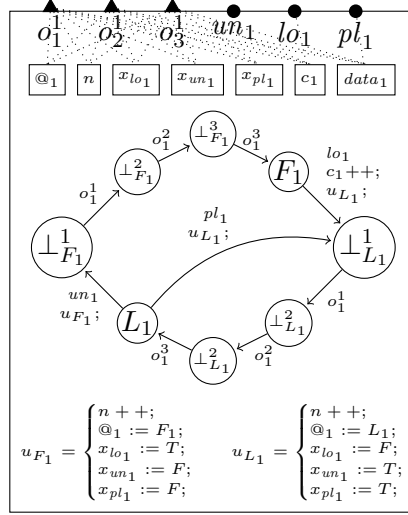 o_1^1 o_2^1 o_3^1 un_1 lo_1 pl_1
@_1 n x_{lo_1} x_{un_1} x_{pl_1} c_1 data_1
⊥_{F_1}^3
o_1^2 o_1^3
⊥_{F_1}^2 F_1
lo_1
c_1++;
u_{L_1};
o_1^1
pl_1
u_{L_1};
⊥_{F_1}^1 ⊥_{L_1}^1
un_1
u_{F_1};
o_1^1
L_1 ⊥_{L_1}^2
o_1^3 ⊥_{L_1}^2 o_1^2
n + +;
@_1 := F_1;
u_{F_1} = { x_{lo_1} := T;
x_{un_1} := F;
x_{pl_1} := F;
n + +;
@_1 := L_1;
u_{L_1} = { x_{lo_1} := F;
x_{un_1} := T;
x_{pl_1} := T;